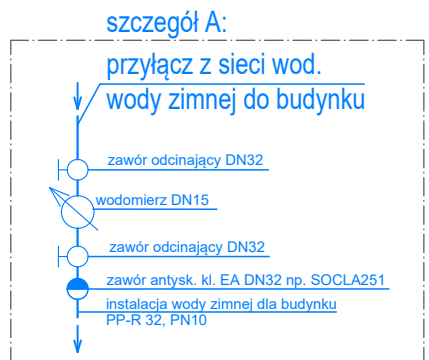 szczegół A:
przyłącz z sieci wod.
wody zimnej do budynku
zawór odcinający DN32
wodomierz DN15
zawór odcinający DN32
zawór antysk. kl. EA DN32 np. SOCLA251
instalacja wody zimnej dla budynku
PP-R 32, PN10